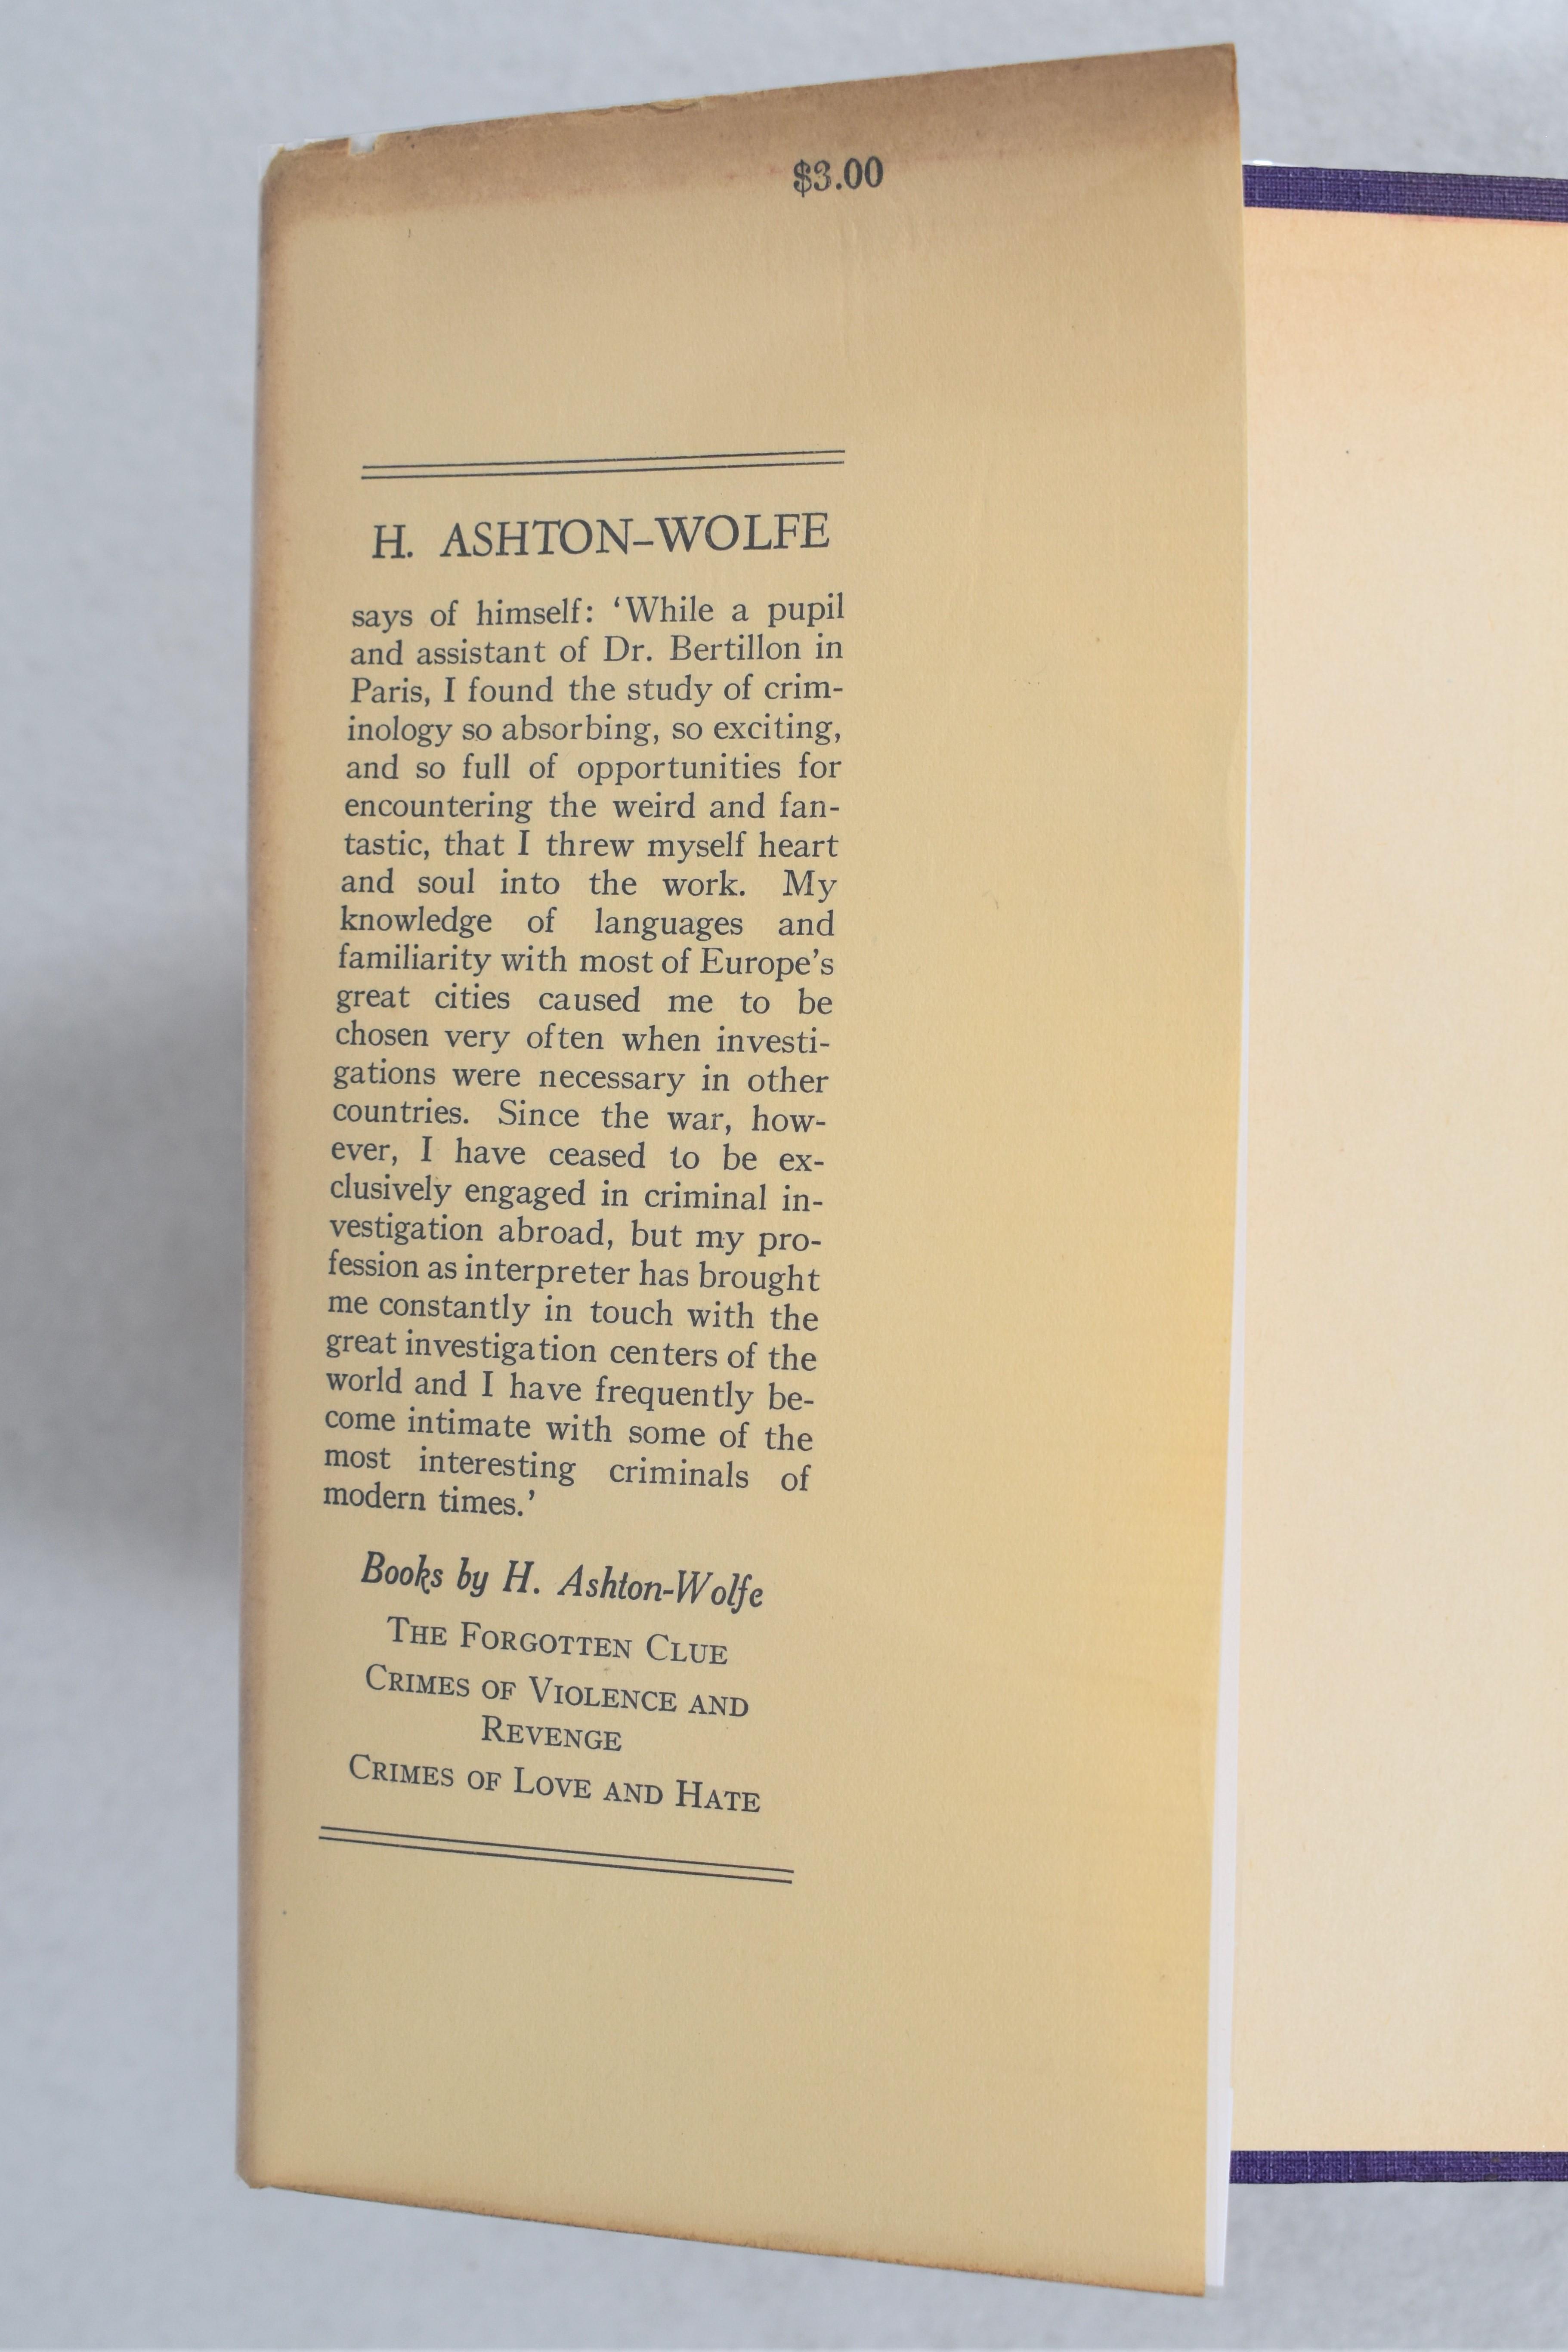 $3.00
H. ASHTON-WOLFE
says of himself: ‘While a pupil
and assistant of Dr. Bertillon in
Paris, I found the study of crim-
inology so absorbing, so exciting,
and so full of opportunities for
encountering the weird and fan-
tastic, that I threw myself heart
and soul into the work. My
knowledge of languages and
familiarity with most of Europe’s
great cities caused me to be
chosen very often when investi-
gations were necessary in other
countries. Since the war, how-
ever, I have ceased to be ex-
clusively engaged in criminal in-
vestigation abroad, but my pro-
fession as interpreter has brought
me constantly in touch with the
great investigation centers of the
world and I have frequently be-
come intimate with some of the
most interesting criminals of
modern times.’
Books by H. Ashton-Wolfe
THE FORGOTTEN CLUE
CRIMES OF VIOLENCE AND
REVENGE
CRIMES OF LOVE AND HATE